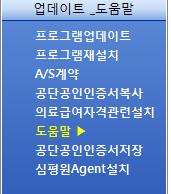 업데이트 _도움말
프로그램업데이트
프로그램재설치
A/S계약
공단공인인증서복사
의료급여자격관련설치
도움말 ▶
공단공인인증서저장
심평원Agent설치